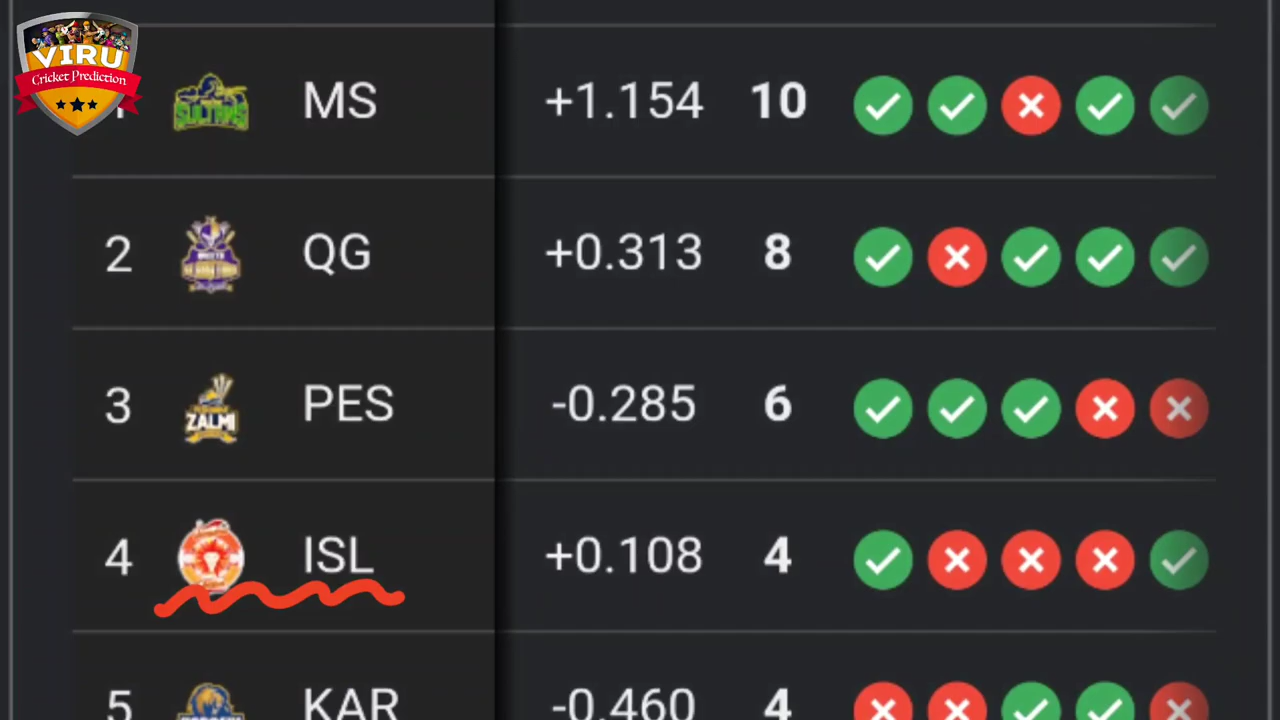 VIRU
Cricket Prediction
SULTANS MS +1.154 10
2 QG +0.313 8
3 ZALMI PES -0.285 6
4 ISL +0.108 4
5 KAR -0.460 4